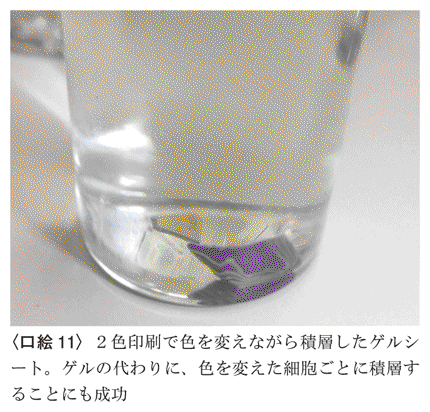 〈口絵 11〉 2色印刷で色を変えながら積層したゲルシ
ート。ゲルの代わりに、色を変えた細胞ごとに積層す
ることにも成功